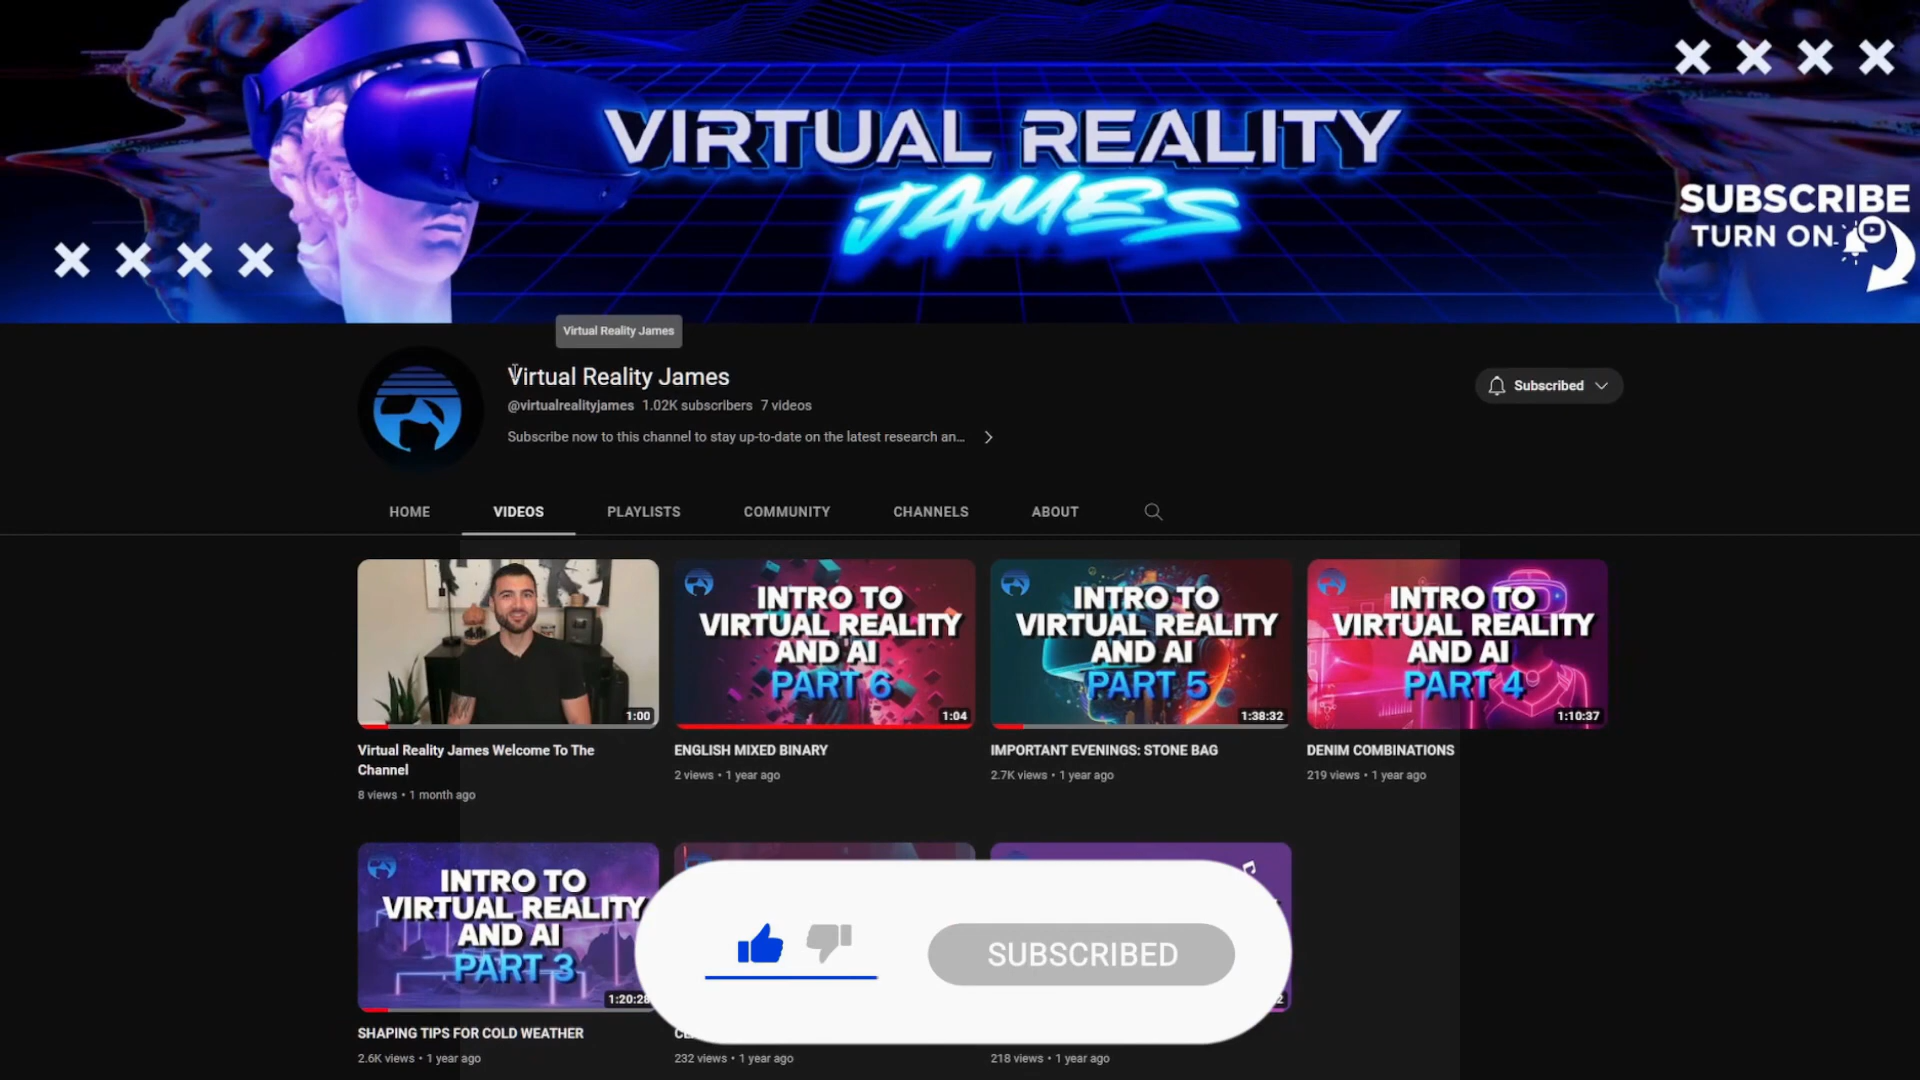 VIRTUAL REALITY
JAMES
SUBSCRIBE
TURN ON
Virtual Reality James
Virtual Reality James
Subscribed
@virtualrealityjames 1.02K subscribers 7 videos
Subscribe now to this channel to stay up-to-date on the latest research an...
HOME VIDEOS PLAYLISTS COMMUNITY CHANNELS ABOUT
1:00
Virtual Reality James Welcome To The
Channel
8 views • 1 month ago
INTRO TO
VIRTUAL REALITY
AND AI
PART 6
1:04
ENGLISH MIXED BINARY
2 views • 1 year ago
INTRO TO
VIRTUAL REALITY
AND AI
PART 5
1:38:32
IMPORTANT EVENINGS: STONE BAG
2.7K views • 1 year ago
INTRO TO
VIRTUAL REALITY
AND AI
PART 4
1:10:37
DENIM COMBINATIONS
219 views • 1 year ago
INTRO TO
VIRTUAL REALITY
AND AI
PART 3
1:20:28
SHAPING TIPS FOR COLD WEATHER
2.6K views • 1 year ago
232 views • 1 year ago
218 views • 1 year ago
SUBSCRIBED